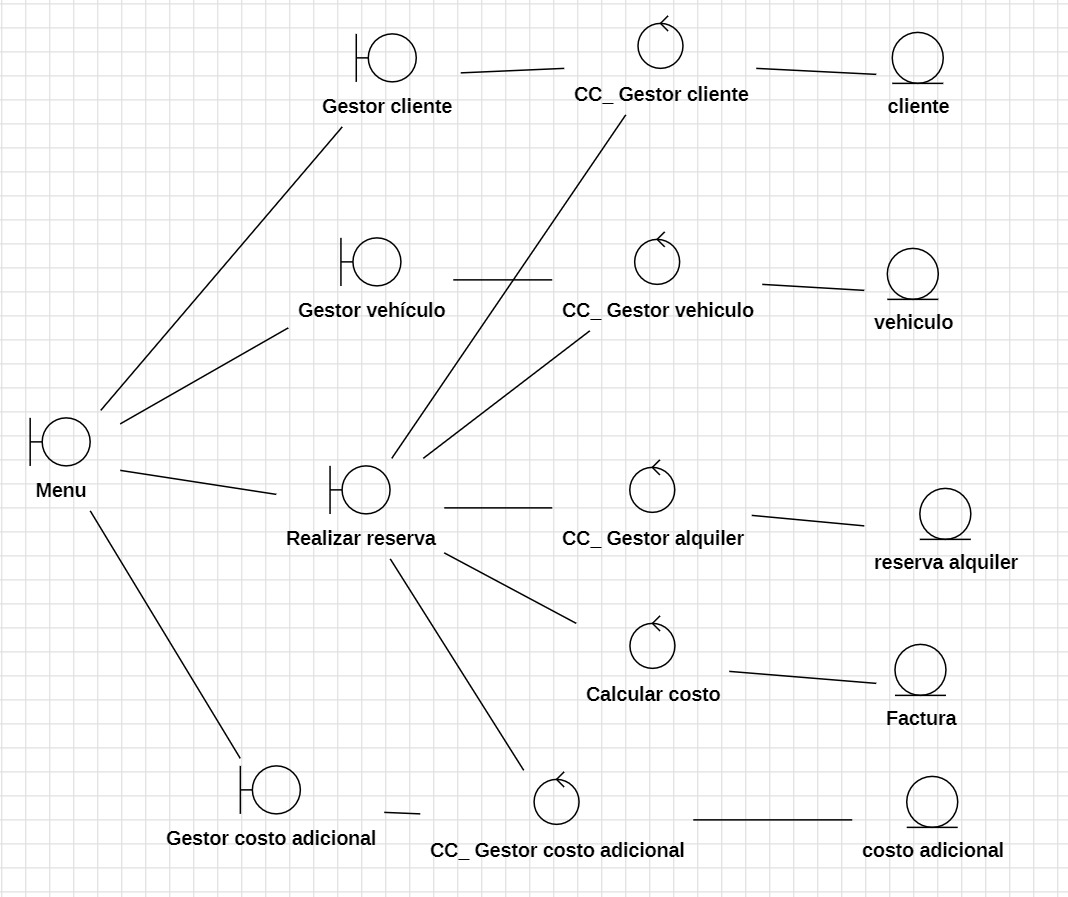 Gestor cliente
CC_ Gestor cliente
cliente
Gestor vehículo
CC_ Gestor vehiculo
vehiculo
Menu
Realizar reserva
CC_ Gestor alquiler
reserva alquiler
Calcular costo
Factura
Gestor costo adicional
CC_ Gestor costo adicional
costo adicional